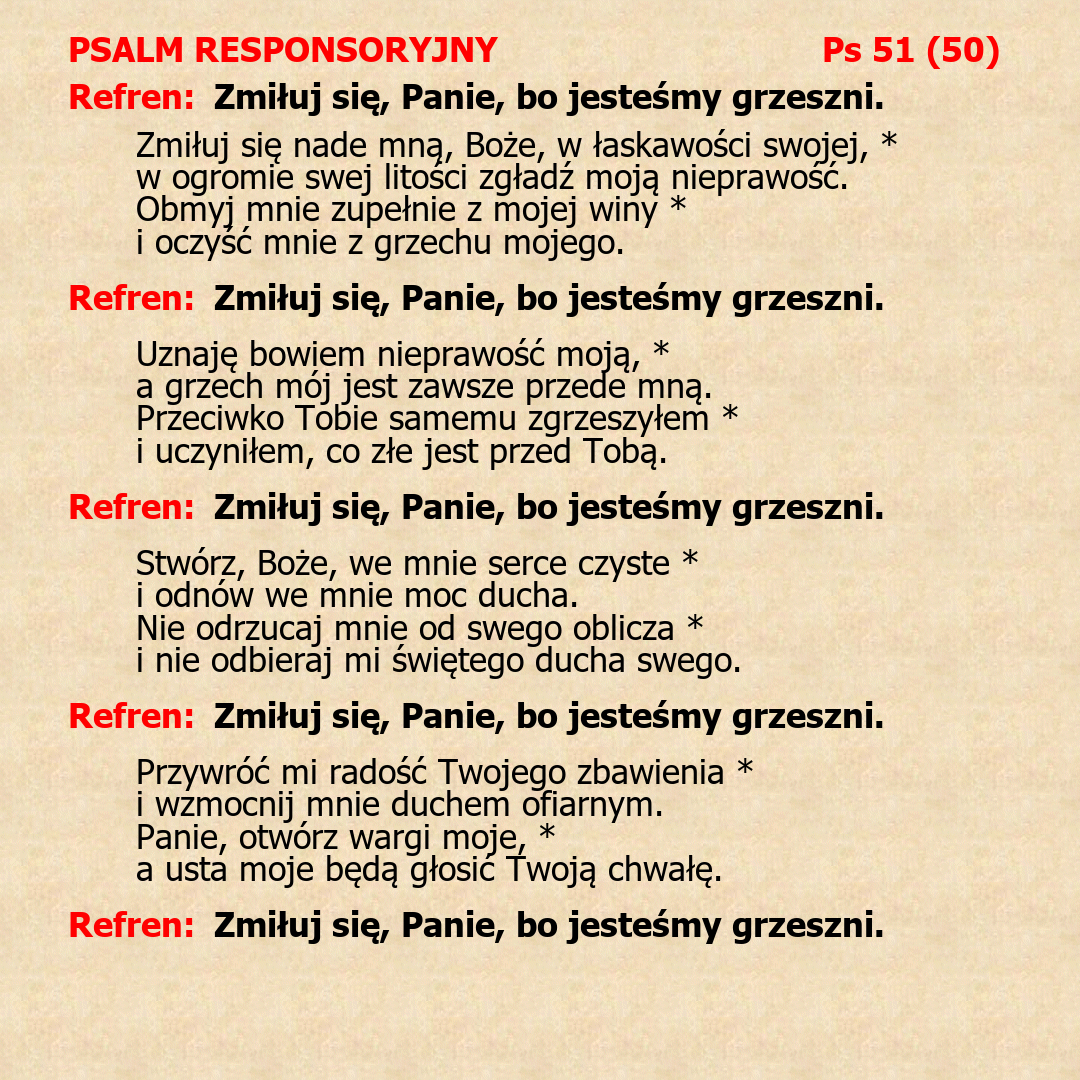 PSALM RESPONSORYJNY Ps 51 (50)
Refren: Zmiłuj się, Panie, bo jesteśmy grzeszni.
Zmiłuj się nade mną, Boże, w łaskawości swojej, *
w ogromie swej litości zgładź moją nieprawość.
Obmyj mnie zupełnie z mojej winy *
i oczyść mnie z grzechu mojego.
Refren: Zmiłuj się, Panie, bo jesteśmy grzeszni.
Uznaję bowiem nieprawość moją, *
a grzech mój jest zawsze przede mną.
Przeciwko Tobie samemu zgrzeszyłem *
i uczyniłem, co złe jest przed Tobą.
Refren: Zmiłuj się, Panie, bo jesteśmy grzeszni.
Stwórz, Boże, we mnie serce czyste *
i odnów we mnie moc ducha.
Nie odrzucaj mnie od swego oblicza *
i nie odbieraj mi świętego ducha swego.
Refren: Zmiłuj się, Panie, bo jesteśmy grzeszni.
Przywróć mi radość Twojego zbawienia *
i wzmocnij mnie duchem ofiarnym.
Panie, otwórz wargi moje, *
a usta moje będą głosić Twoją chwałę.
Refren: Zmiłuj się, Panie, bo jesteśmy grzeszni.